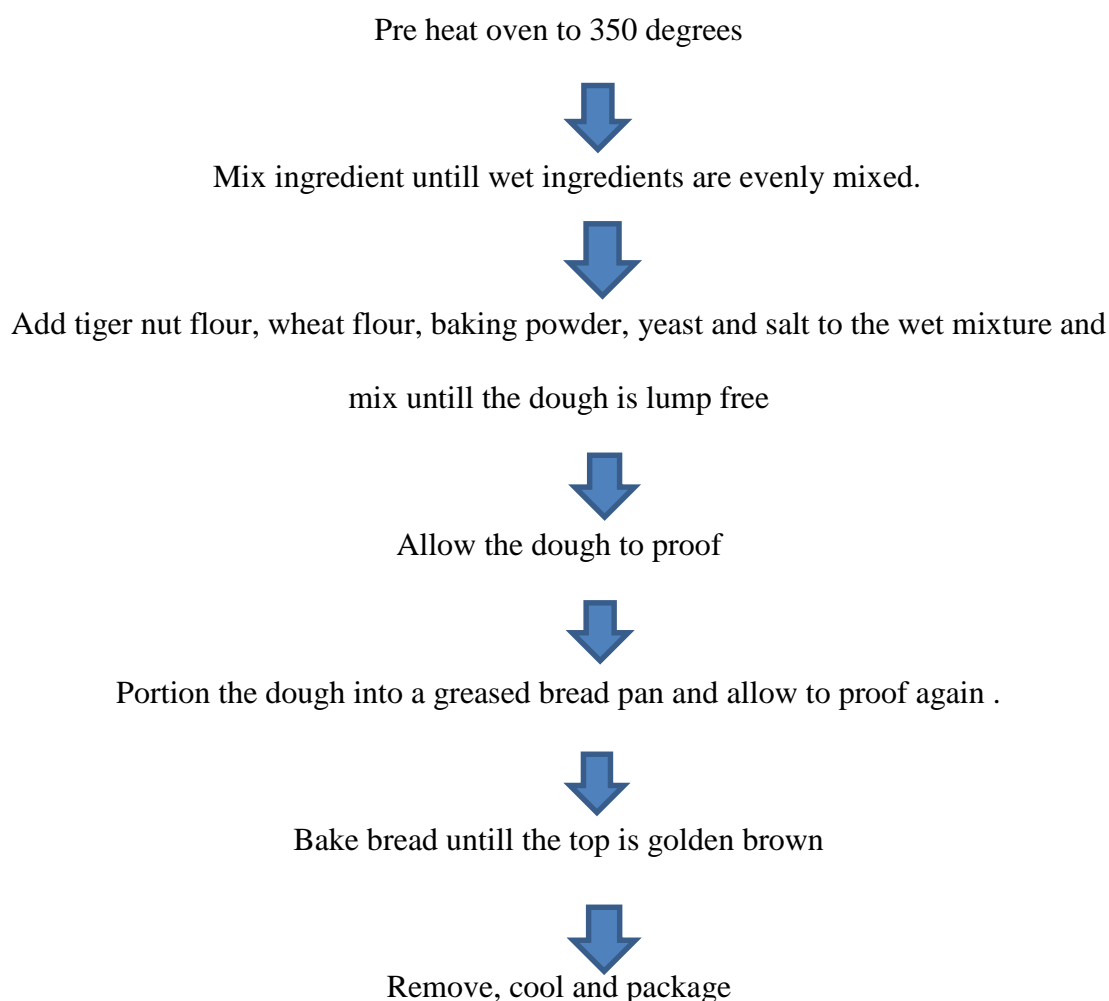 Pre heat oven to 350 degrees
Mix ingredient untill wet ingredients are evenly mixed.
Add tiger nut flour, wheat flour, baking powder, yeast and salt to the wet mixture and
mix untill the dough is lump free
Allow the dough to proof
Portion the dough into a greased bread pan and allow to proof again .
Bake bread untill the top is golden brown
Remove, cool and package